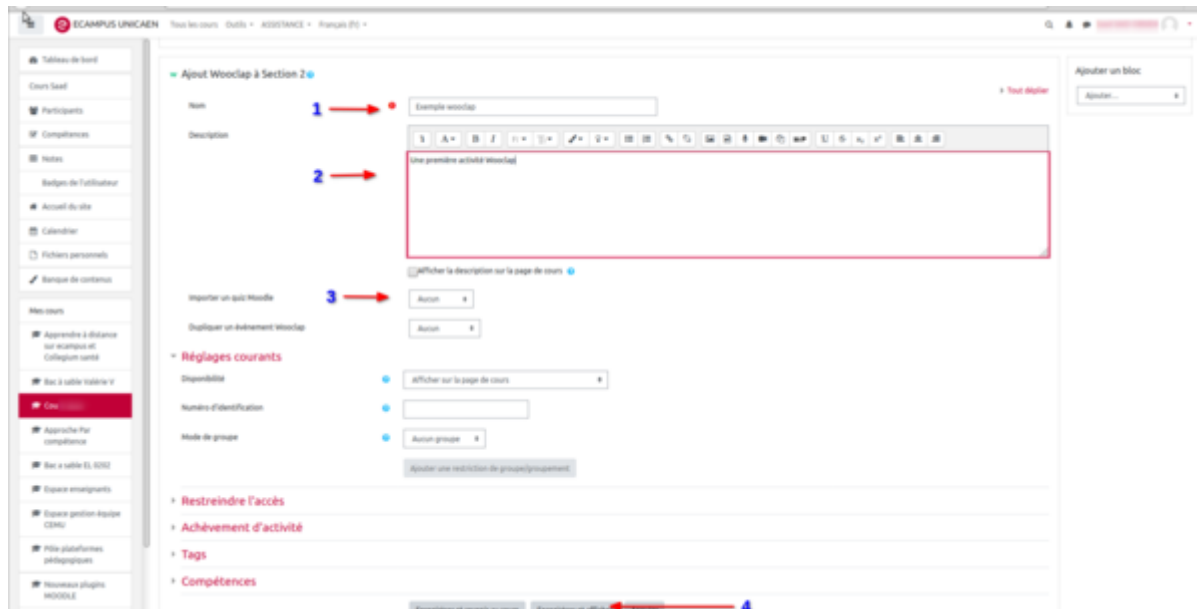 ECAMPUS UNICAEN Tous les cours Outils ASSISTANCE Français (fr)
Tableau de bord
Cours Saad
Participants
Compétences
Notes
Badges de l'utilisateur
Accueil du site
Calendrier
Fichiers personnels
Banque de contenus
Mes cours
Apprendre à distance
sur ecampus et
Collegium santé
Bac à sable Valérie V
Cou
Approche Par
compétence
Bac a sable EL 0202
Espace enseignants
Espace gestion équipe
CEMU
Pôle plateformes
pédagogiques
Nouveaux plugins
MOODLE
Ajout Wooclap à Section 2
Tout déplier
Nom
1
Exemple wooclap
Description
2
Une première activité Wooclap
Afficher la description sur la page de cours
Importer un quiz Moodle
3
Aucun
Dupliquer un évènement Wooclap
Aucun
Réglages courants
Disponibilité
Afficher sur la page de cours
Numéro d'identification
Mode de groupe
Aucun groupe
Ajouter une restriction de groupe/groupement
Restreindre l'accès
Achèvement d'activité
Tags
Compétences
4
Ajouter un bloc
Ajouter...